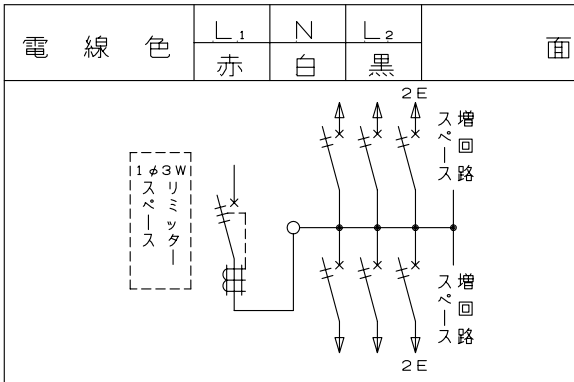 電線色 L1 N L2 面
赤 白 黒
2E
増回路
スペース
1φ3W
リミッター
スペース
増回路
スペース
2E